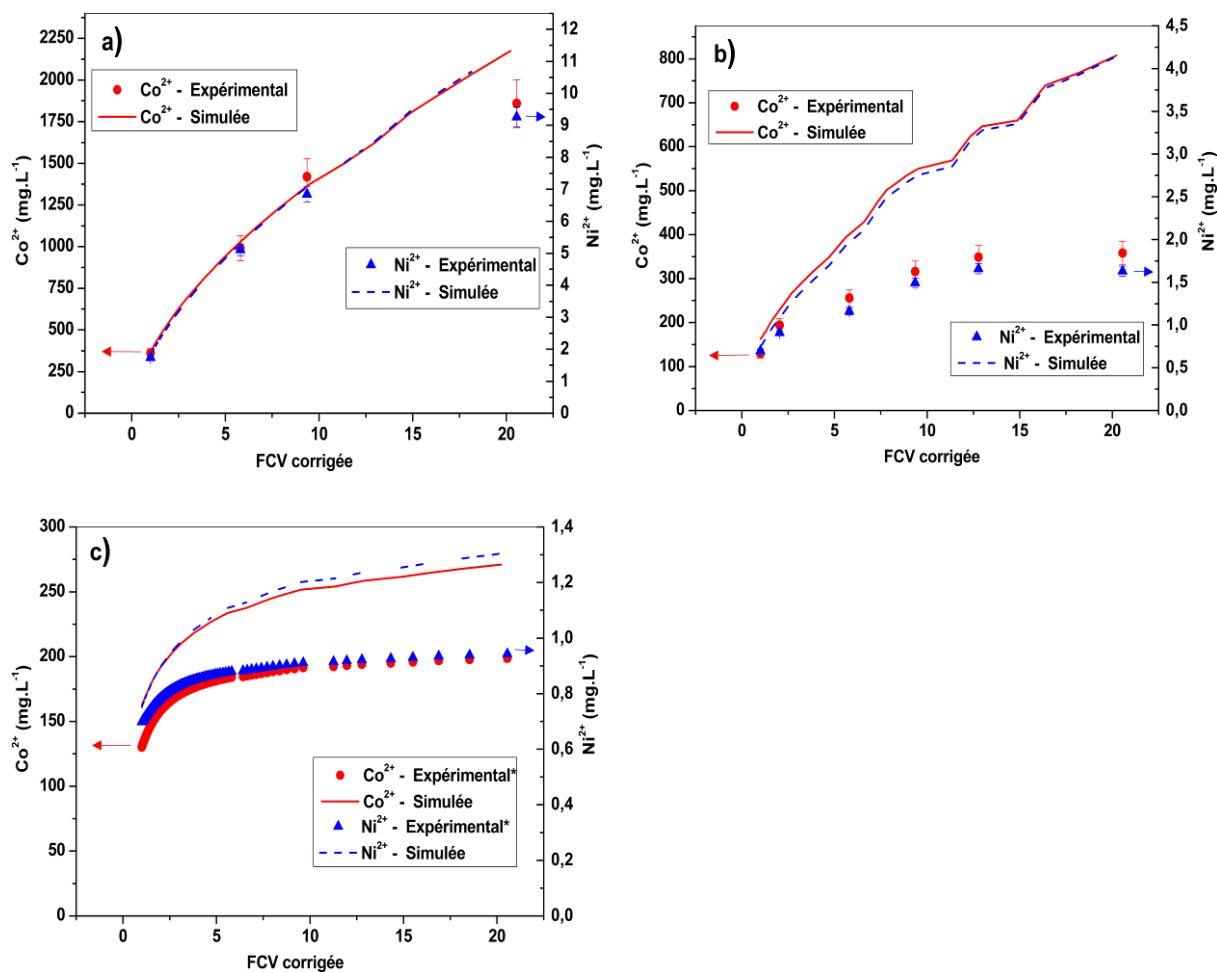 a)
Co2+ - Expérimental
Co2+ - Simulée
Ni2+ - Expérimental
Ni2+ - Simulée
2250
2000
1750
1500
1250
1000
750
500
250
0
Co2+ (mg.L-1)
12
11
10
9
8
7
6
5
4
3
2
1
0
Ni2+ (mg.L-1)
0 5 10 15 20
FCV corrigée
b)
Co2+ - Expérimental
Co2+ - Simulée
Ni2+ - Expérimental
Ni2+ - Simulée
800
700
600
500
400
300
200
100
0
Co2+ (mg.L-1)
4,5
4,0
3,5
3,0
2,5
2,0
1,5
1,0
0,5
0,0
Ni2+ (mg.L-1)
0 5 10 15 20
FCV corrigée
c)
Co2+ - Expérimental*
Co2+ - Simulée
Ni2+ - Expérimental*
Ni2+ - Simulée
300
250
200
150
100
50
0
Co2+ (mg.L-1)
1,4
1,2
1,0
0,8
0,6
0,4
0,2
0,0
Ni2+ (mg.L-1)
0 5 10 15 20
FCV corrigée